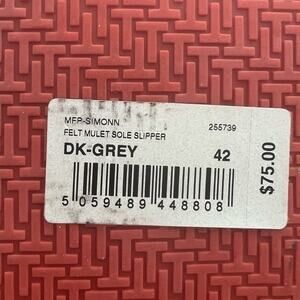 MFP-SIMONN 255739
FELT MULET SOLE SLIPPER
DK-GREY 42
5 059489 448808
$75.00